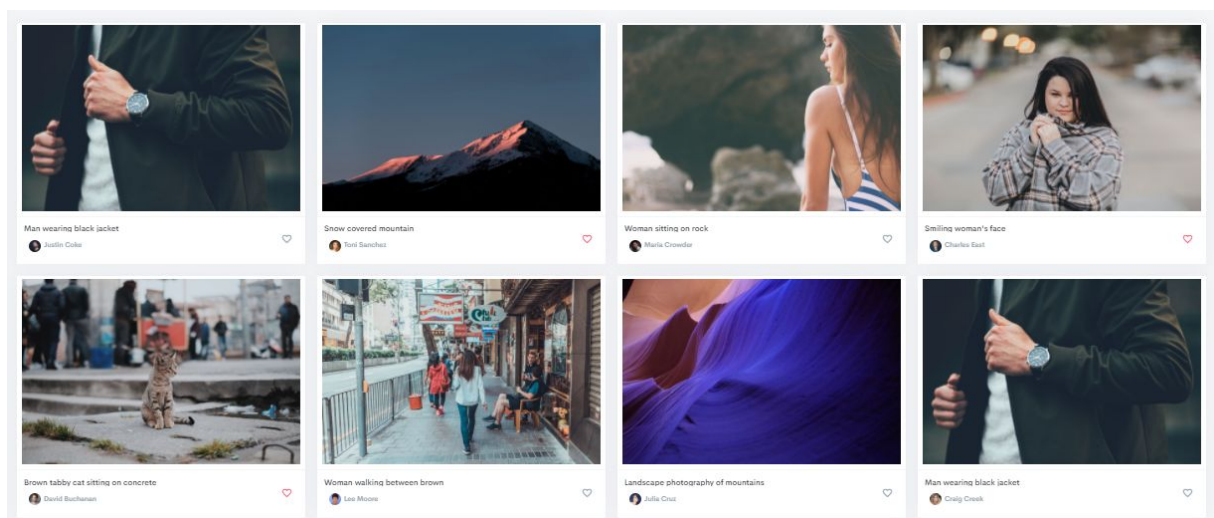 Man wearing black jacket
Justin Coke
Snow covered mountain
Toni Sanchez
Woman sitting on rock
Maria Crowder
Smiling woman's face
Charles East
Brown tabby cat sitting on concrete
David Buchanan
Woman walking between brown
Lee Moore
Landscape photography of mountains
Julia Cruz
Man wearing black jacket
Craig Creek